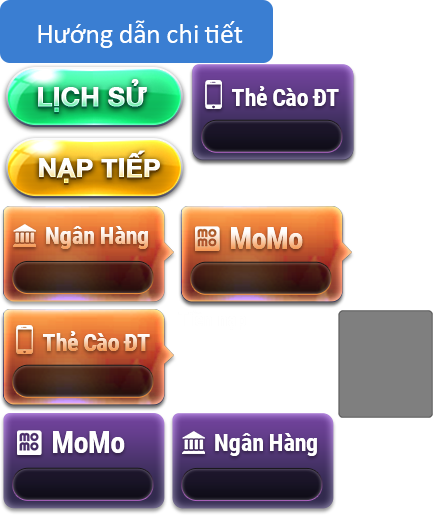 Hướng dẫn chi tiết
LỊCH SỬ
Thẻ Cào ĐT
NẠP TIẾP
Ngân Hàng
mo
mo
MoMo
Thẻ Cào ĐT
mo
mo
MoMo
Ngân Hàng